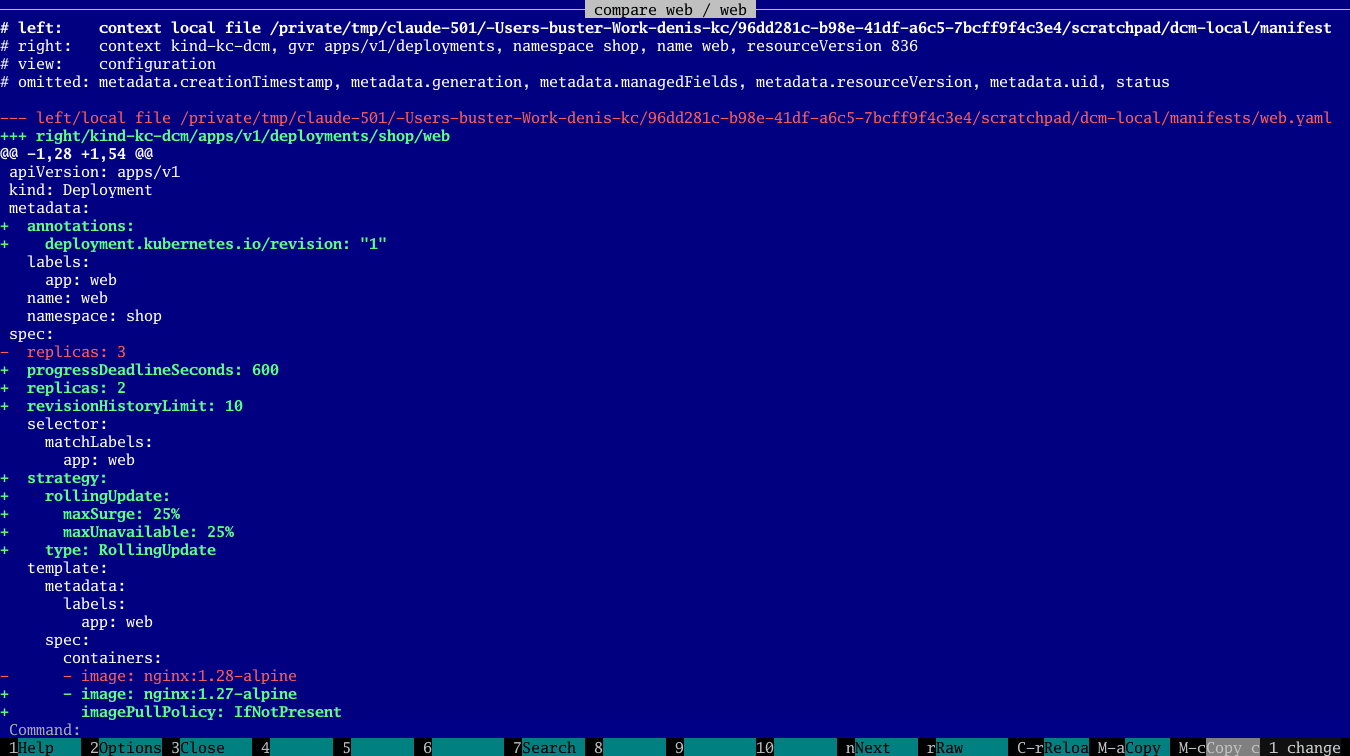 compare web / web
# left:    context local file /private/tmp/claude-501/-Users-buster-Work-denis-kc/96dd281c-b98e-41df-a6c5-7bcff9f4c3e4/scratchpad/dcm-local/manifest
# right:   context kind-kc-dcm, gvr apps/v1/deployments, namespace shop, name web, resourceVersion 836
# view:    configuration
# omitted: metadata.creationTimestamp, metadata.generation, metadata.managedFields, metadata.resourceVersion, metadata.uid, status
--- left/local file /private/tmp/claude-501/-Users-buster-Work-denis-kc/96dd281c-b98e-41df-a6c5-7bcff9f4c3e4/scratchpad/dcm-local/manifests/web.yaml
+++ right/kind-kc-dcm/apps/v1/deployments/shop/web
@@ -1,28 +1,54 @@
 apiVersion: apps/v1
 kind: Deployment
 metadata:
+  annotations:
+    deployment.kubernetes.io/revision: "1"
   labels:
     app: web
   name: web
   namespace: shop
 spec:
-  replicas: 3
+  progressDeadlineSeconds: 600
+  replicas: 2
+  revisionHistoryLimit: 10
   selector:
     matchLabels:
       app: web
+  strategy:
+    rollingUpdate:
+      maxSurge: 25%
+      maxUnavailable: 25%
+    type: RollingUpdate
   template:
     metadata:
       labels:
         app: web
     spec:
       containers:
-      - image: nginx:1.28-alpine
+      - image: nginx:1.27-alpine
+        imagePullPolicy: IfNotPresent
 Command:
 1Help   2Options 3Close   4       5       6       7Search  8       9       10       nNext   rRaw    C-rReloa M-aCopy  M-cCopy c 1 change